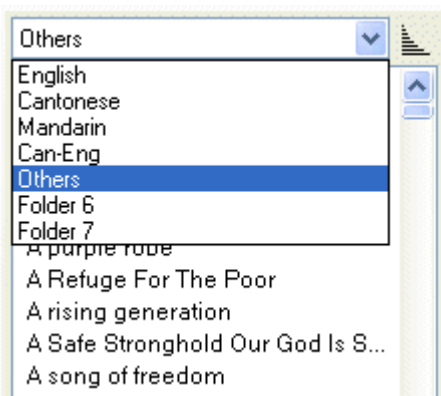 Others
English
Cantonese
Mandarin
Can-Eng
Others
Folder 6
Folder 7
A purple robe
A Refuge For The Poor
A rising generation
A Safe Stronghold Our God Is S...
A song of freedom